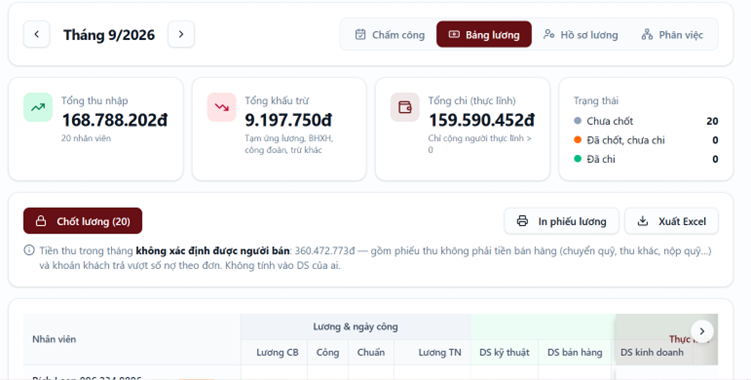 Tháng 9/2026
Chấm công
Bảng lương
Hồ sơ lương
Phân việc
Tổng thu nhập
168.788.202đ
20 nhân viên
Tổng khấu trừ
9.197.750đ
Tạm ứng lương, BHXH,
công đoàn, trừ khác
Tổng chi (thực lĩnh)
159.590.452đ
Chỉ cộng người thực lĩnh >
0
Trạng thái
Chưa chốt 20
Đã chốt, chưa chi 0
Đã chi 0
Chốt lương (20)
In phiếu lương
Xuất Excel
Tiền thu trong tháng không xác định được người bán: 360.472.773đ — gồm phiếu thu không phải tiền bán hàng (chuyển quỹ, thu khác, nộp quỹ...)
và khoản khách trả vượt số nợ theo đơn. Không tính vào DS của ai.
Nhân viên
Lương & ngày công
Thực
Lương CB
Công
Chuẩn
Lương TN
DS kỹ thuật
DS bán hàng
DS kinh doanh